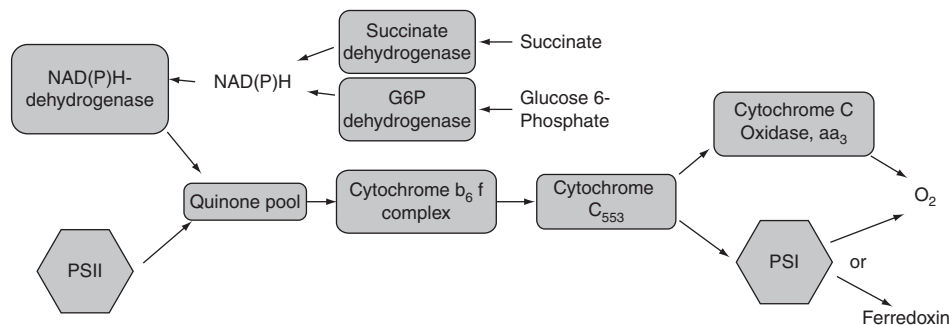 Succinate
dehydrogenase
Succinate
NAD(P)H-
dehydrogenase
NAD(P)H
G6P
dehydrogenase
Glucose 6-
Phosphate
Cytochrome C
Oxidase, aa₃
Quinone pool
Cytochrome b₆ f
complex
Cytochrome
C₅₅₃
O₂
PSII
PSI
or
Ferredoxin